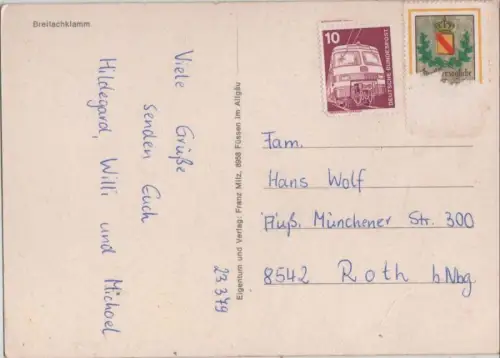 Breitachklamm.
Viele Grüße
senden Euch
Hildegard, Willi und Michael
23 3 79
Eigentum und Verlag: Franz Milz, 8958 Füssen im Allgäu
10
DEUTSCHE BUNDESPOST
Fam.
Hans Wolf
Äuß. Münchener Str. 300
8542 Roth b Nbg.